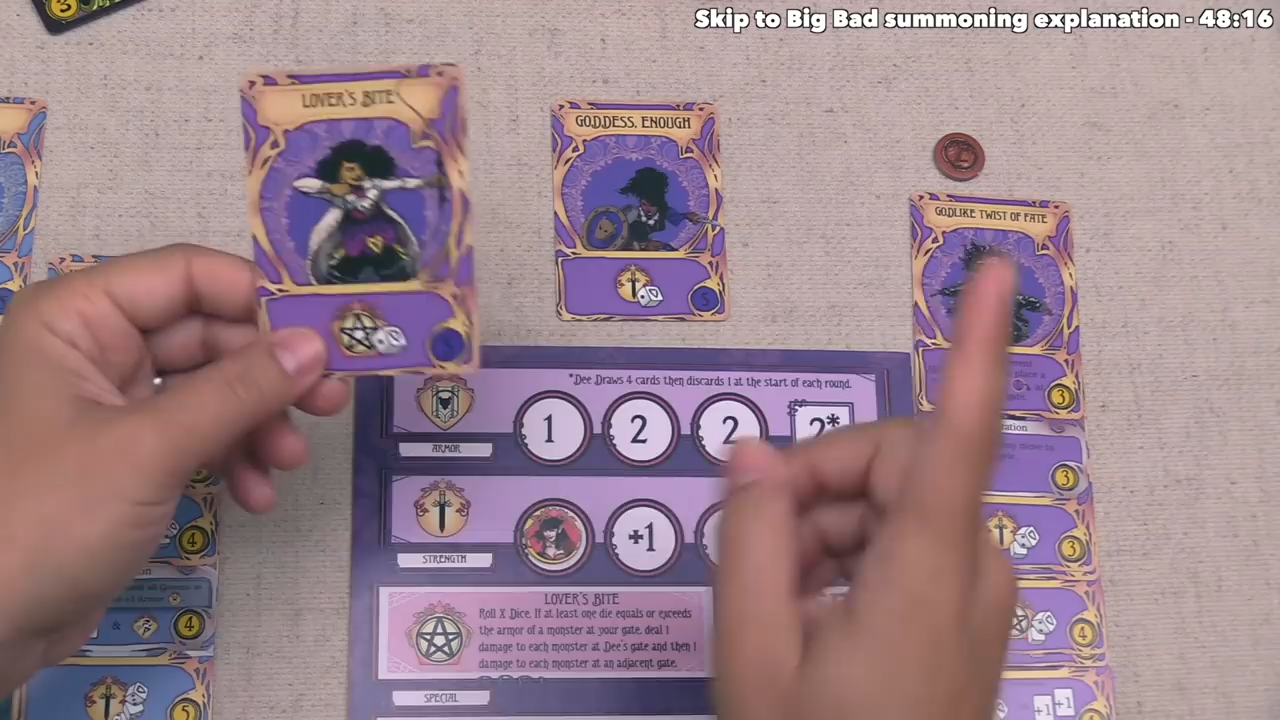 Skip to Big Bad summoning explanation - 48:16
3
LOVER'S BITE
GODDESS, ENOUGH
5
GODLIKE TWIST OF FATE
3
*Dee Draws 4 cards then discards 1 at the start of each round.
ARMOR
1
2
2
2*
3
STRENGTH
+1
3
4
4
LOVER'S BITE
Roll X Dice. If at least one die equals or exceeds
the armor of a monster at your gate, deal 1
damage to each monster at Dee's gate and then 1
damage to each monster at an adjacent gate.
4
SPECIAL
5
+1 +1